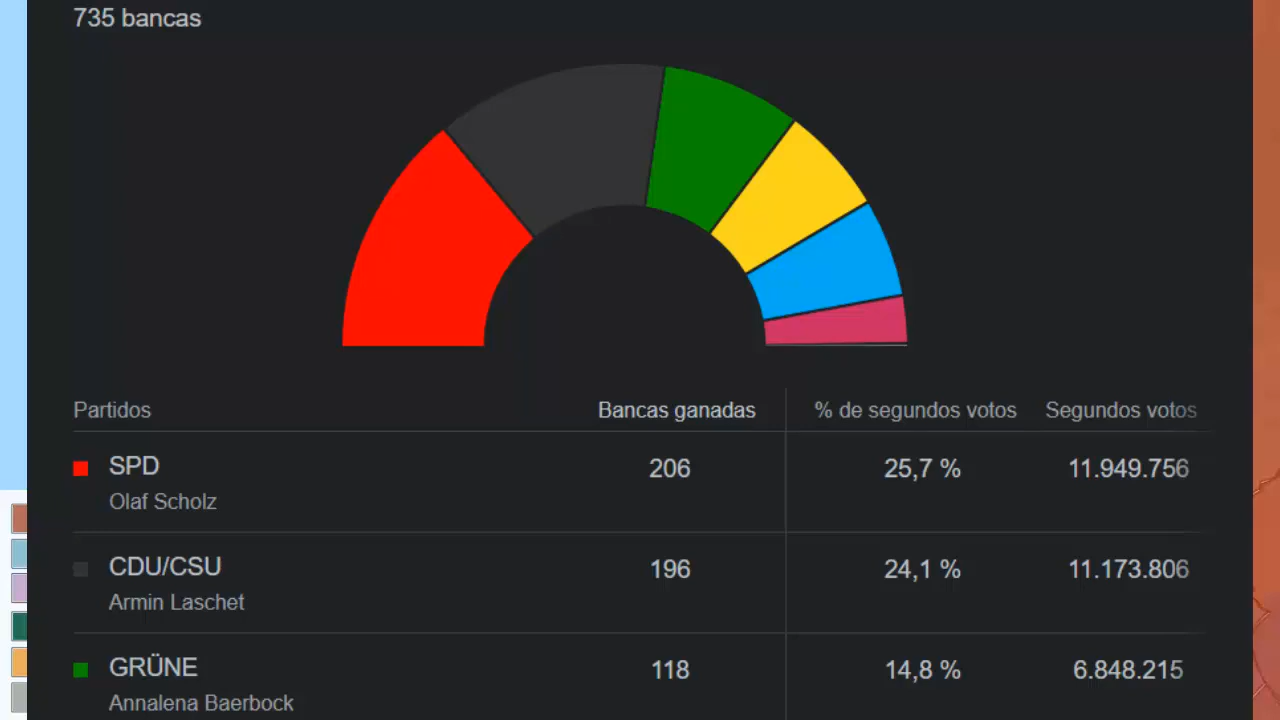 735 bancas
Partidos Bancas ganadas % de segundos votos Segundos votos
SPD 206 25,7 % 11.949.756
Olaf Scholz
CDU/CSU 196 24,1 % 11.173.806
Armin Laschet
GRÜNE 118 14,8 % 6.848.215
Annalena Baerbock